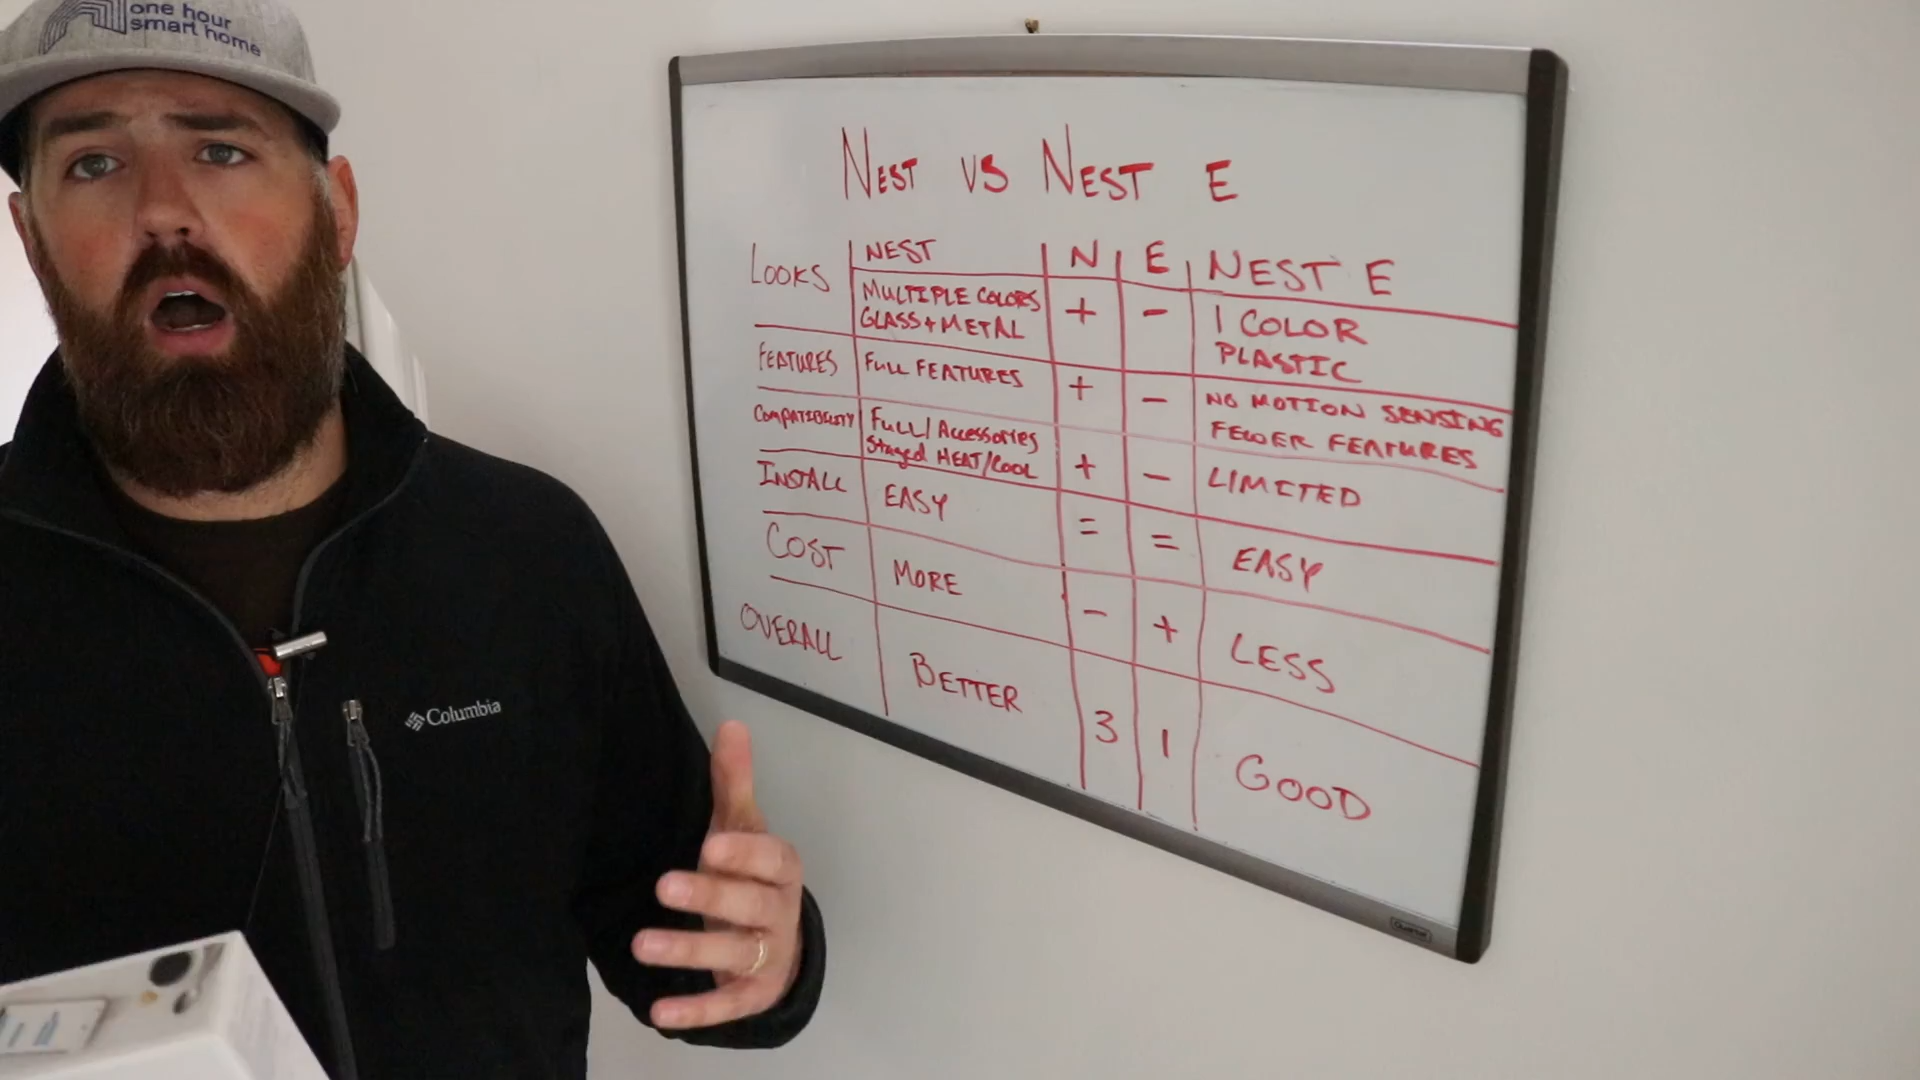 one hour
smart home
NEST VS NEST E
LOOKS NEST N E NEST E
MULTIPLE COLORS + - 1 COLOR
GLASS + METAL PLASTIC
FEATURES FULL FEATURES + - NO MOTION SENSING
FEWER FEATURES
COMPATIBILITY FULL/ACCESSORIES + - LIMITED
STAGED HEAT/COOL
INSTALL EASY = = EASY
COST MORE - + LESS
OVERALL BETTER 3 1 GOOD
Columbia
Quartet